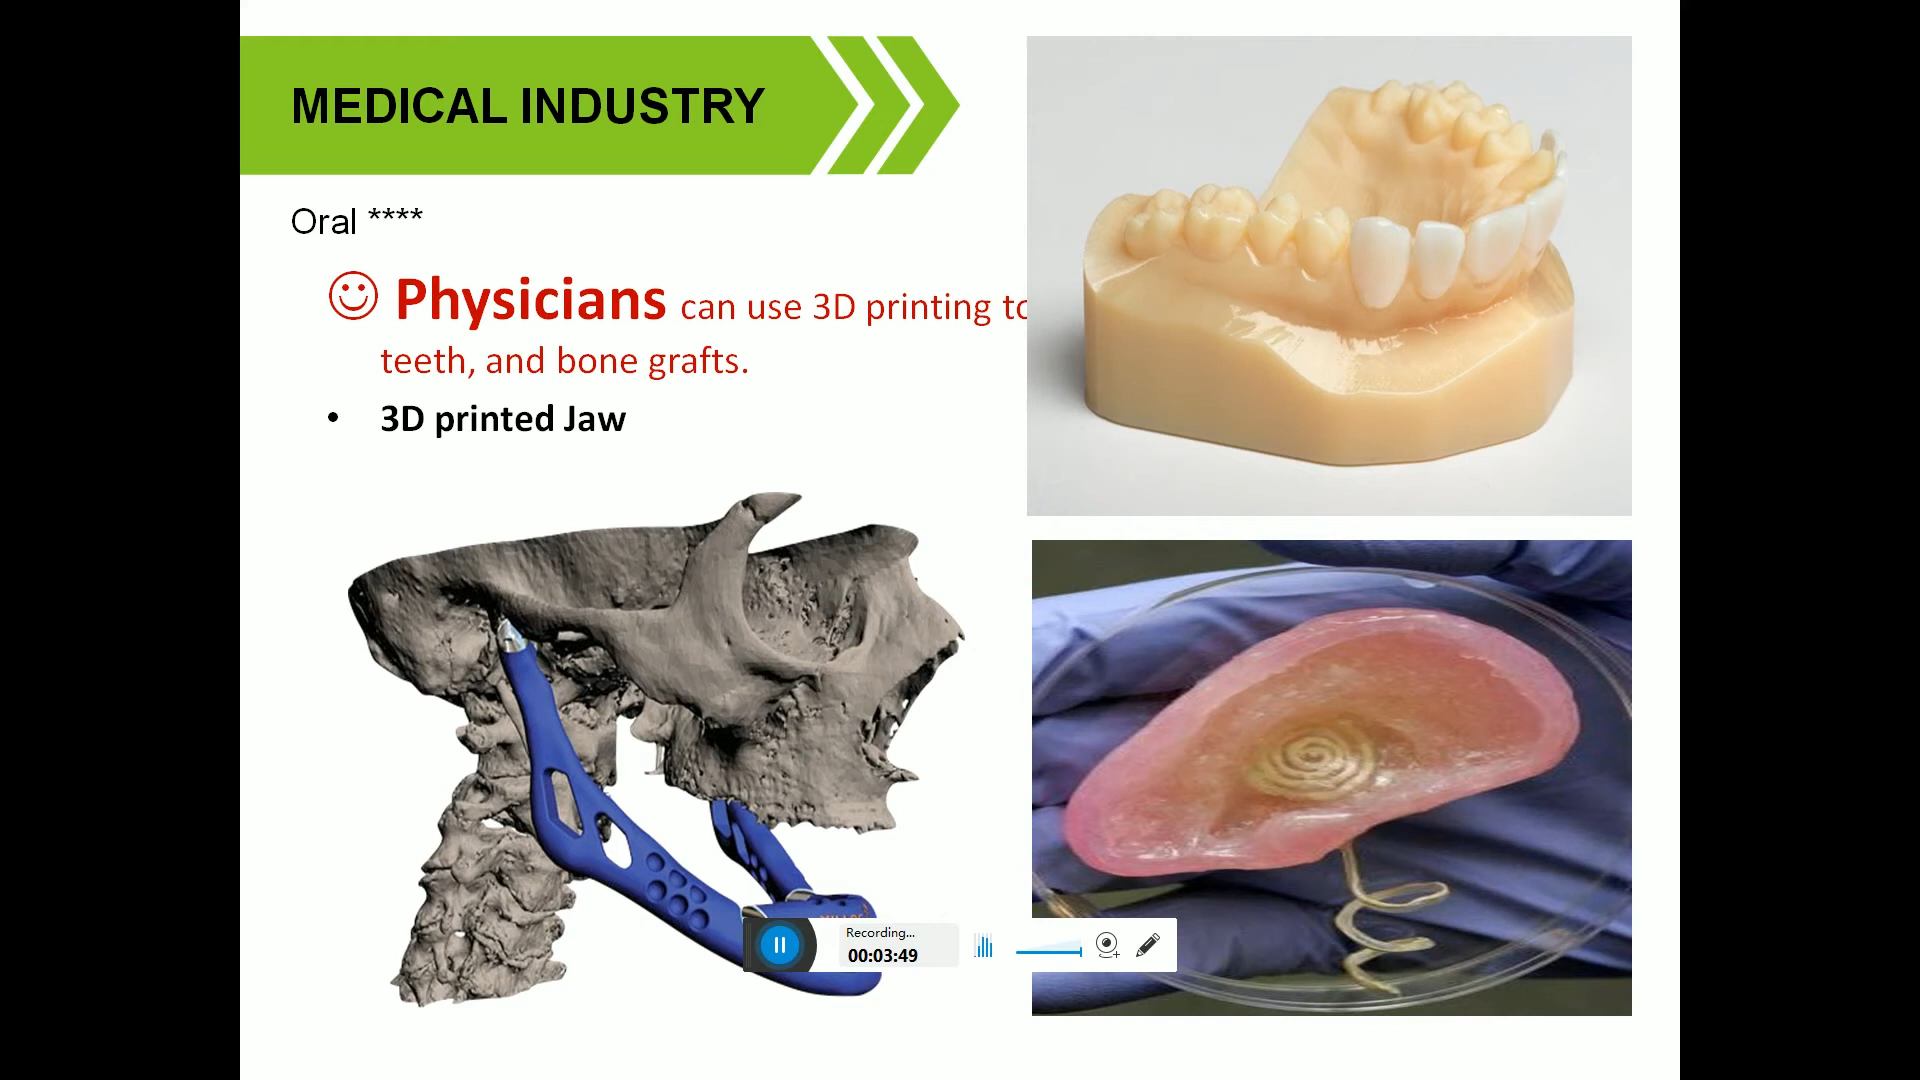 MEDICAL INDUSTRY
Oral ****
Physicians can use 3D printing to
teeth, and bone grafts.
• 3D printed Jaw
Recording...
00:03:49